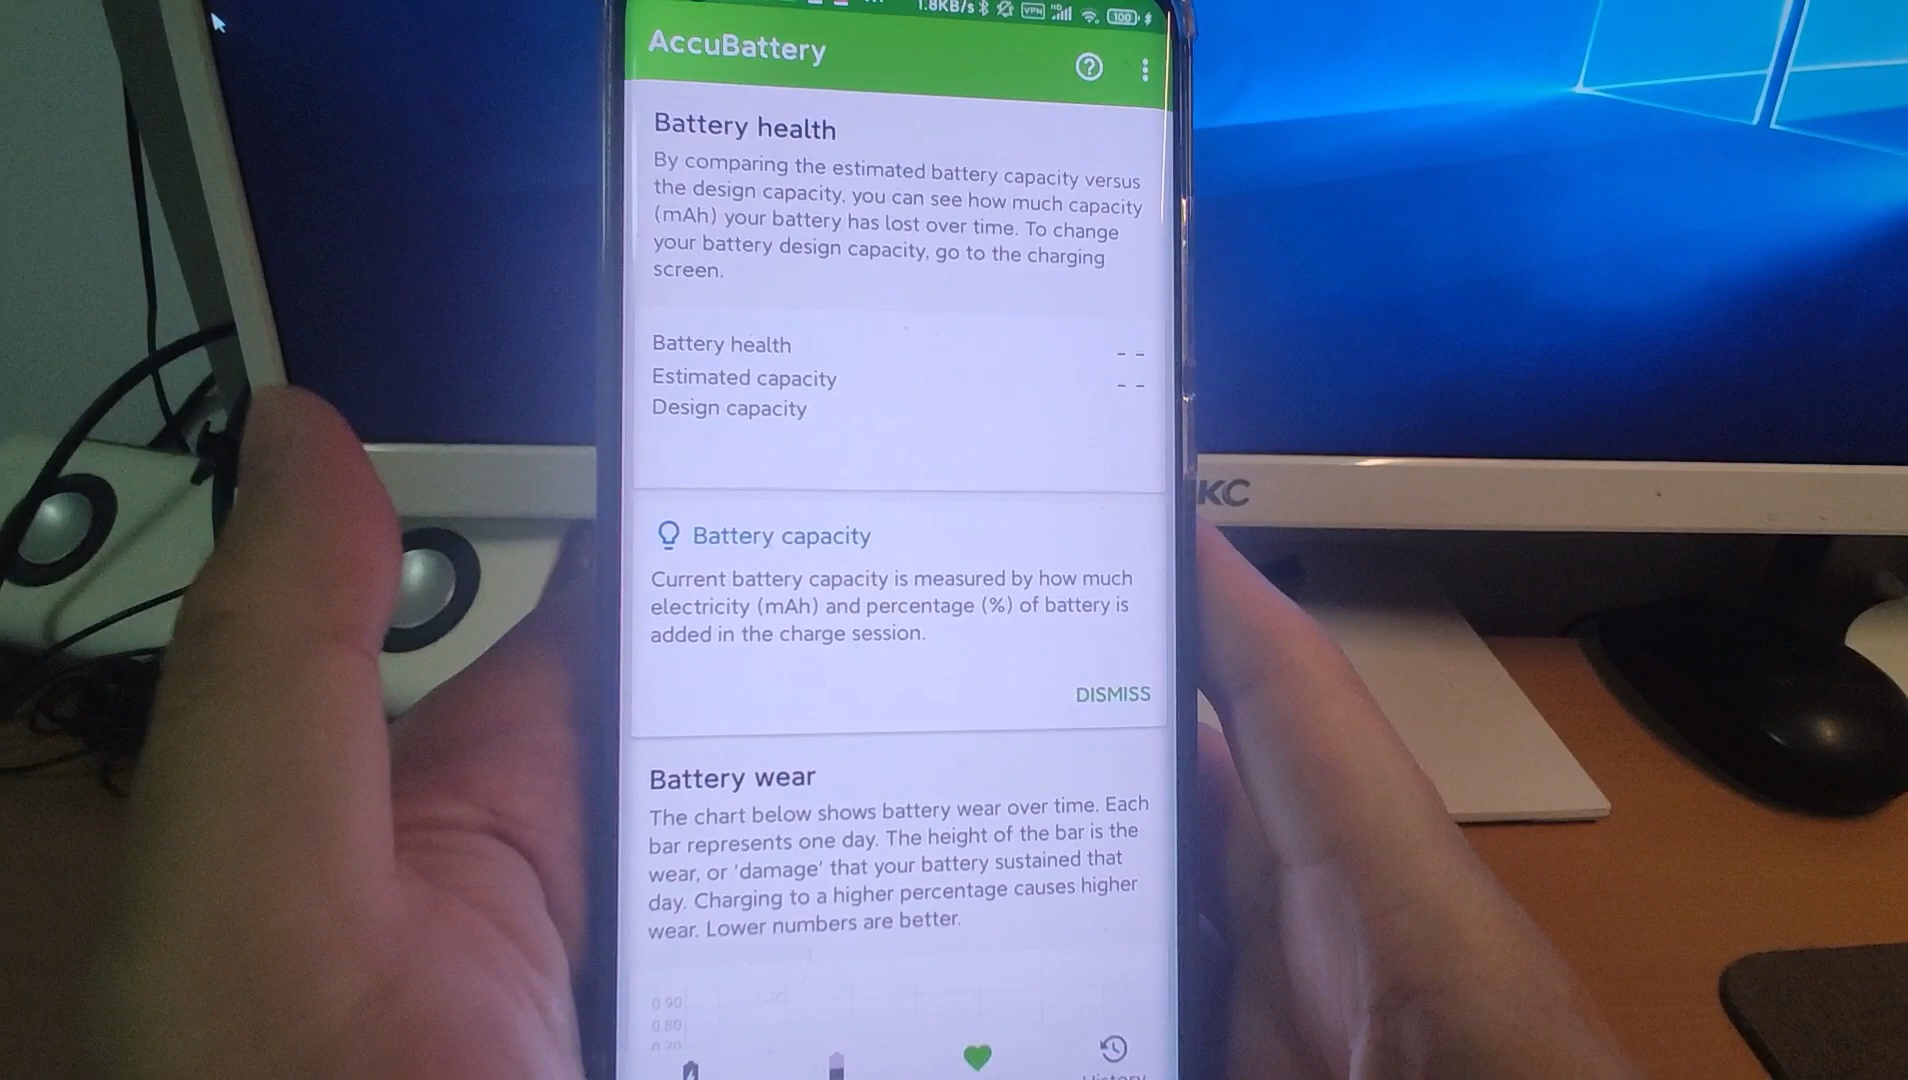 1.8KB/s VPN HD 100
AccuBattery
Battery health
By comparing the estimated battery capacity versus
the design capacity, you can see how much capacity
(mAh) your battery has lost over time. To change
your battery design capacity, go to the charging
screen.
Battery health - -
Estimated capacity - -
Design capacity
KC
Battery capacity
Current battery capacity is measured by how much
electricity (mAh) and percentage (%) of battery is
added in the charge session.
DISMISS
Battery wear
The chart below shows battery wear over time. Each
bar represents one day. The height of the bar is the
wear, or 'damage' that your battery sustained that
day. Charging to a higher percentage causes higher
wear. Lower numbers are better.
0.90
0.80
0.70
History